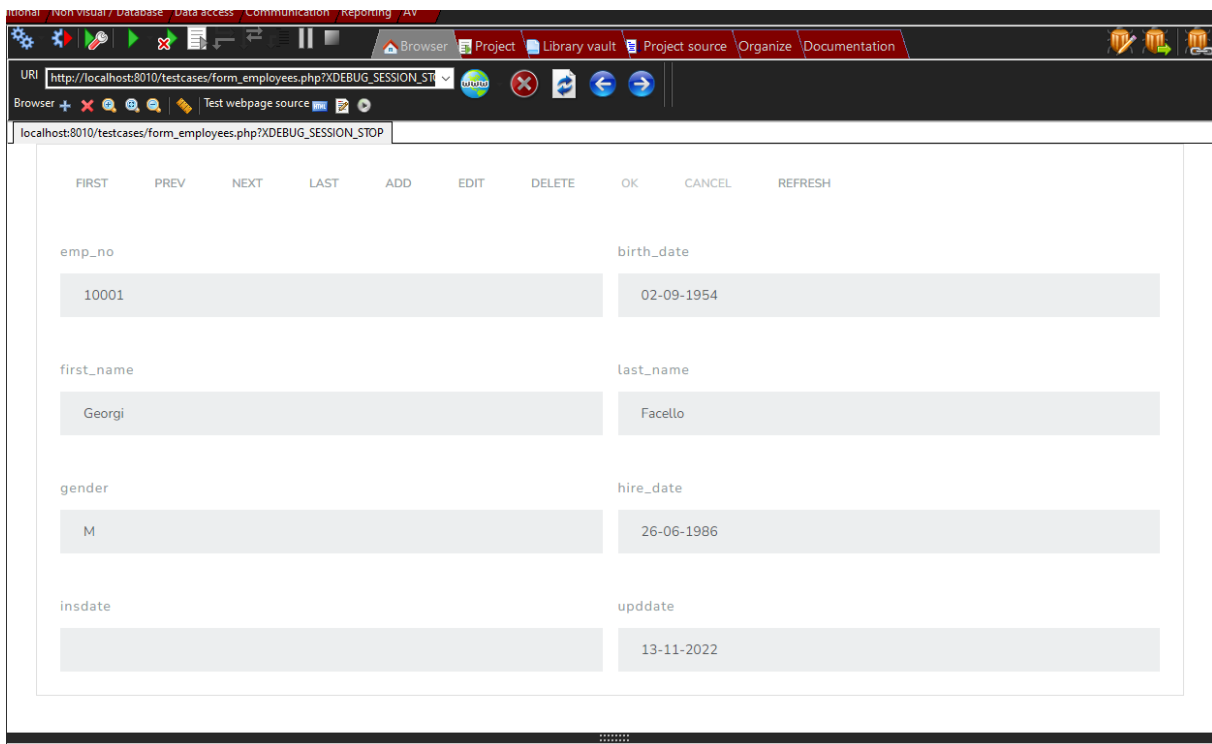 itional Non visual / Database Data access Communication Reporting AV
Browser Project Library vault Project source Organize Documentation
URI http://localhost:8010/testcases/form_employees.php?XDEBUG_SESSION_ST
www
Browser Test webpage source
localhost:8010/testcases/form_employees.php?XDEBUG_SESSION_STOP
FIRST PREV NEXT LAST ADD EDIT DELETE OK CANCEL REFRESH
emp_no birth_date
10001 02-09-1954
first_name last_name
Georgi Facello
gender hire_date
M 26-06-1986
insdate upddate
13-11-2022